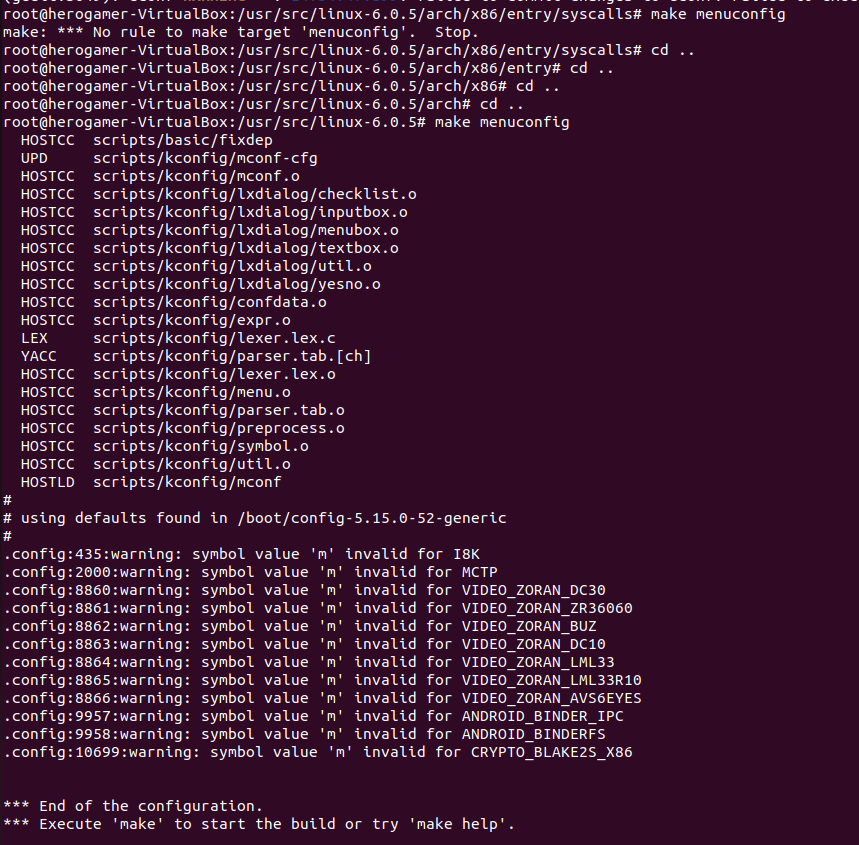 root@herogamer-VirtualBox:/usr/src/linux-6.0.5/arch/x86/entry/syscalls# make menuconfig
make: *** No rule to make target 'menuconfig'.  Stop.
root@herogamer-VirtualBox:/usr/src/linux-6.0.5/arch/x86/entry/syscalls# cd ..
root@herogamer-VirtualBox:/usr/src/linux-6.0.5/arch/x86/entry# cd ..
root@herogamer-VirtualBox:/usr/src/linux-6.0.5/arch/x86# cd ..
root@herogamer-VirtualBox:/usr/src/linux-6.0.5/arch# cd ..
root@herogamer-VirtualBox:/usr/src/linux-6.0.5# make menuconfig
  HOSTCC  scripts/basic/fixdep
  UPD     scripts/kconfig/mconf-cfg
  HOSTCC  scripts/kconfig/mconf.o
  HOSTCC  scripts/kconfig/lxdialog/checklist.o
  HOSTCC  scripts/kconfig/lxdialog/inputbox.o
  HOSTCC  scripts/kconfig/lxdialog/menubox.o
  HOSTCC  scripts/kconfig/lxdialog/textbox.o
  HOSTCC  scripts/kconfig/lxdialog/util.o
  HOSTCC  scripts/kconfig/lxdialog/yesno.o
  HOSTCC  scripts/kconfig/confdata.o
  HOSTCC  scripts/kconfig/expr.o
  LEX     scripts/kconfig/lexer.lex.c
  YACC    scripts/kconfig/parser.tab.[ch]
  HOSTCC  scripts/kconfig/lexer.lex.o
  HOSTCC  scripts/kconfig/menu.o
  HOSTCC  scripts/kconfig/parser.tab.o
  HOSTCC  scripts/kconfig/preprocess.o
  HOSTCC  scripts/kconfig/symbol.o
  HOSTCC  scripts/kconfig/util.o
  HOSTLD  scripts/kconfig/mconf
#
# using defaults found in /boot/config-5.15.0-52-generic
#
.config:435:warning: symbol value 'm' invalid for I8K
.config:2000:warning: symbol value 'm' invalid for MCTP
.config:8860:warning: symbol value 'm' invalid for VIDEO_ZORAN_DC30
.config:8861:warning: symbol value 'm' invalid for VIDEO_ZORAN_ZR36060
.config:8862:warning: symbol value 'm' invalid for VIDEO_ZORAN_BUZ
.config:8863:warning: symbol value 'm' invalid for VIDEO_ZORAN_DC10
.config:8864:warning: symbol value 'm' invalid for VIDEO_ZORAN_LML33
.config:8865:warning: symbol value 'm' invalid for VIDEO_ZORAN_LML33R10
.config:8866:warning: symbol value 'm' invalid for VIDEO_ZORAN_AVS6EYES
.config:9957:warning: symbol value 'm' invalid for ANDROID_BINDER_IPC
.config:9958:warning: symbol value 'm' invalid for ANDROID_BINDERFS
.config:10699:warning: symbol value 'm' invalid for CRYPTO_BLAKE2S_X86
*** End of the configuration.
*** Execute 'make' to start the build or try 'make help'.